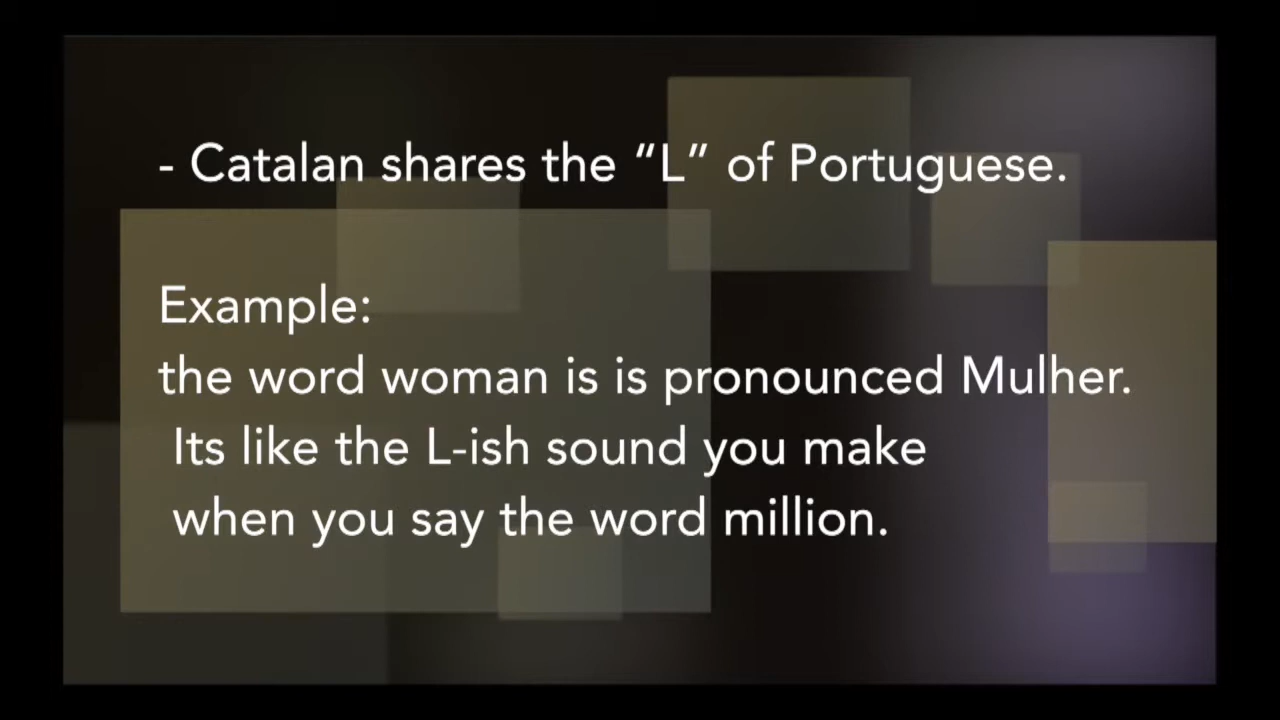 - Catalan shares the “L” of Portuguese.
Example:
the word woman is is pronounced Mulher.
Its like the L-ish sound you make
when you say the word million.